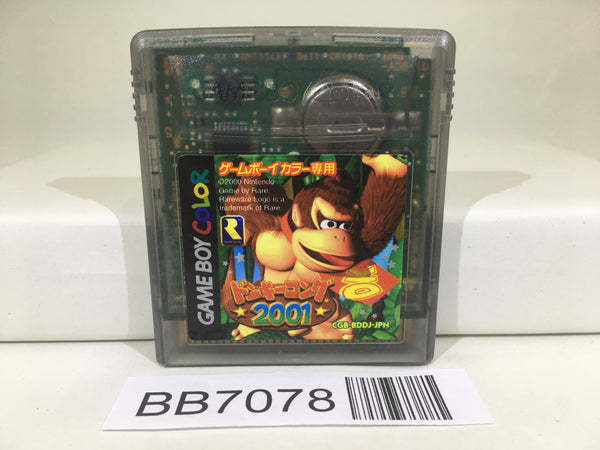 ゲームボーイカラー専用
©2000 Nintendo
Game by Rare.
Rareware Logo is a
trademark of Rare.
GAME BOY COLOR
R
ドンキーコング
2001
CGB-BDDJ-JPN
BB7078